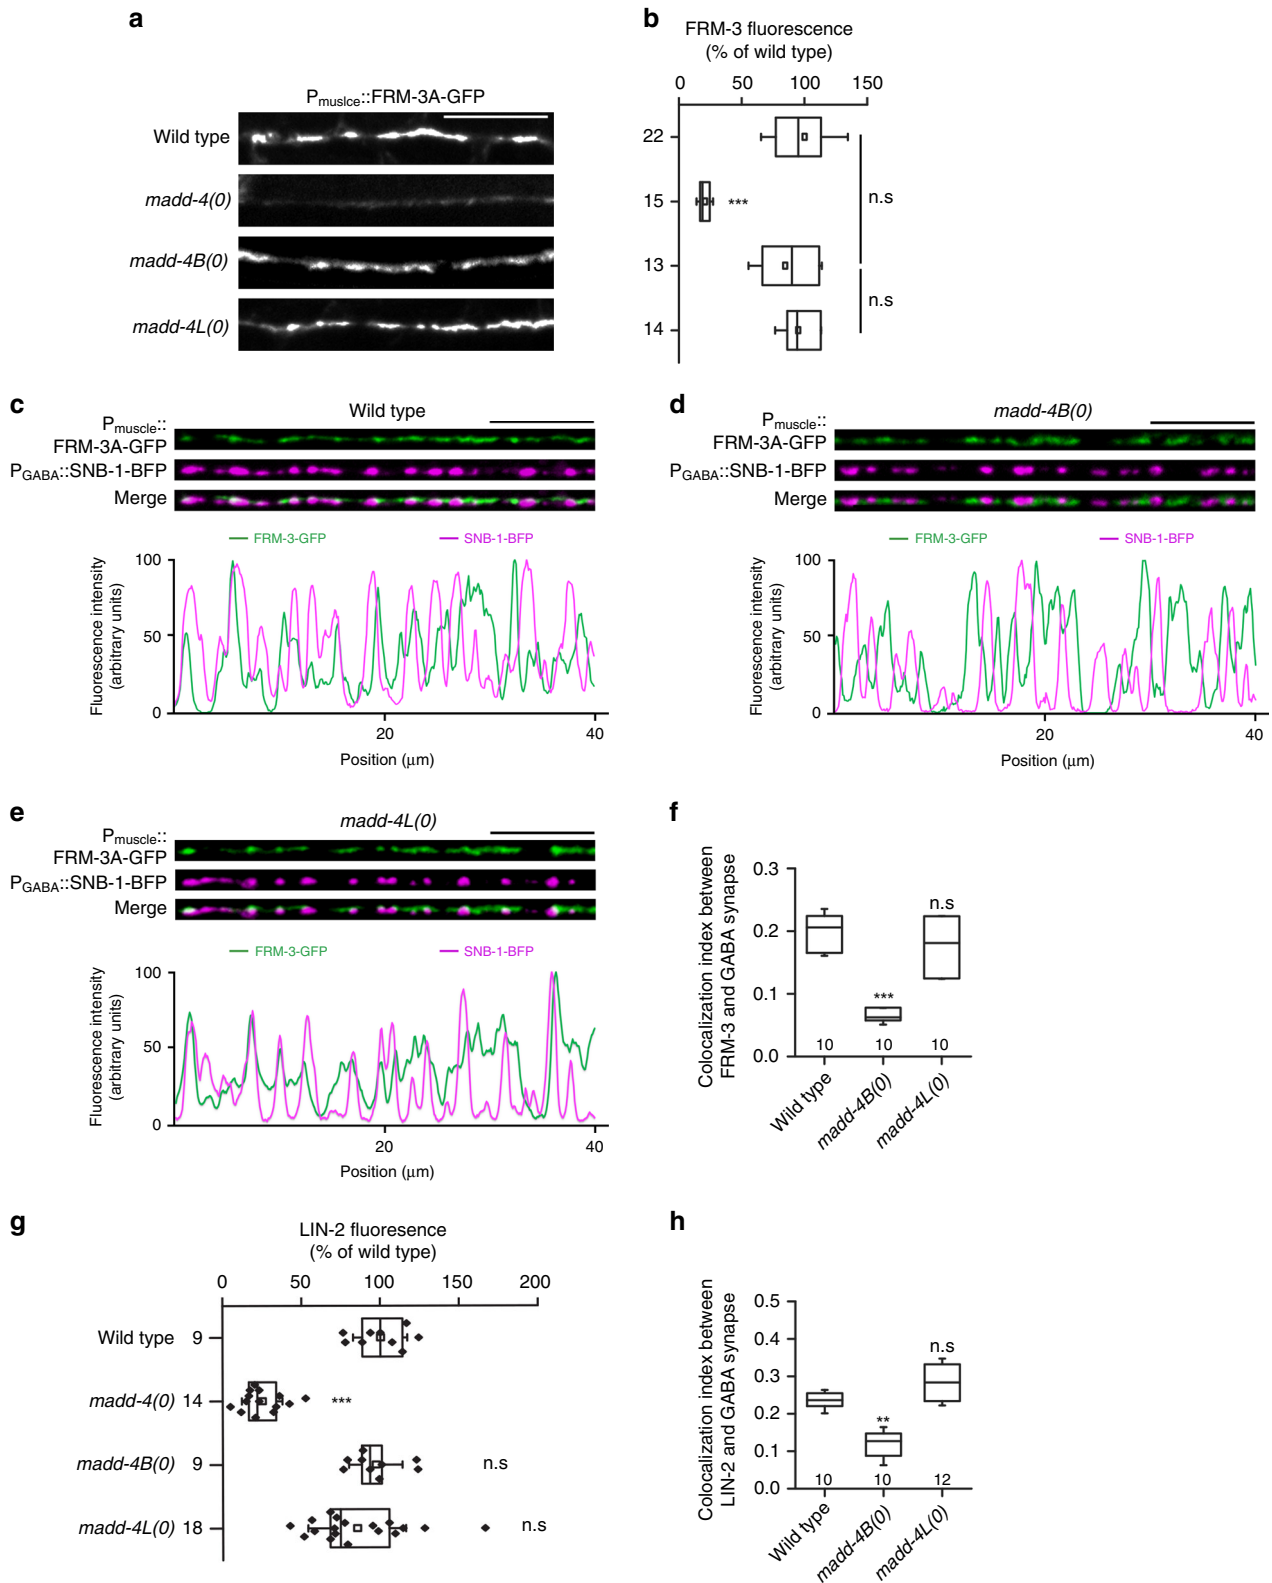 a
P_muslce::FRM-3A-GFP
Wild type
madd-4(0)
madd-4B(0)
madd-4L(0)
b
FRM-3 fluorescence
(% of wild type)
0 50 100 150
22
15 ***
13
14
n.s
n.s
c
Wild type
P_muscle::
FRM-3A-GFP
P_GABA::SNB-1-BFP
Merge
FRM-3-GFP SNB-1-BFP
Fluorescence intensity
(arbitrary units)
100
50
0
20 40
Position (μm)
d
madd-4B(0)
P_muscle::
FRM-3A-GFP
P_GABA::SNB-1-BFP
Merge
FRM-3-GFP SNB-1-BFP
Fluorescence intensity
(arbitrary units)
100
50
0
20 40
Position (μm)
e
madd-4L(0)
P_muscle::
FRM-3A-GFP
P_GABA::SNB-1-BFP
Merge
FRM-3-GFP SNB-1-BFP
Fluorescence intensity
(arbitrary units)
100
50
0
20 40
Position (μm)
f
Colocalization index between
FRM-3 and GABA synapse
0.3
0.2
0.1
0.0
n.s
***
10 10 10
Wild type
madd-4B(0)
madd-4L(0)
g
LIN-2 fluoresence
(% of wild type)
0 50 100 150 200
Wild type 9
madd-4(0) 14 ***
madd-4B(0) 9 n.s
madd-4L(0) 18 n.s
h
Colocalization index between
LIN-2 and GABA synapse
0.5
0.4
0.3
0.2
0.1
0.0
n.s
**
10 10 12
Wild type
madd-4B(0)
madd-4L(0)